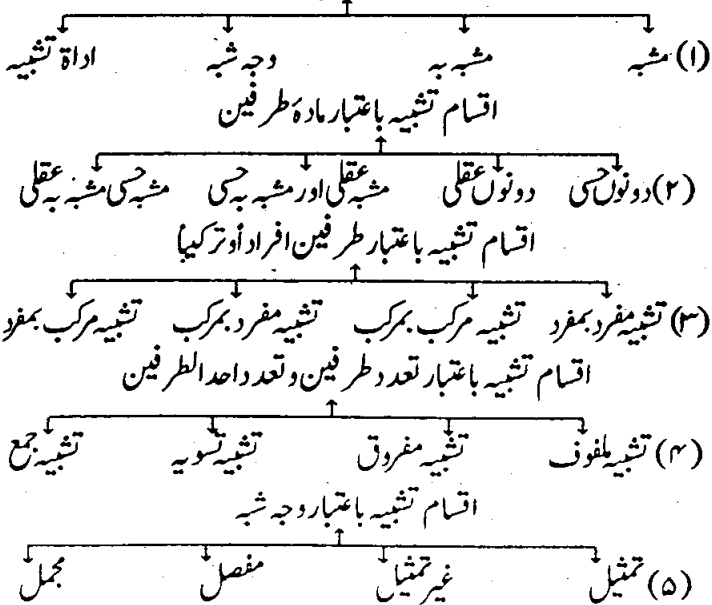 (۱) مشبہ مشبہ بہ وجہ شبہ اداۃ تشبیہ
اقسام تشبیہ باعتبار مادۂ طرفین
(۲) دونوں حسی دونوں عقلی مشبہ عقلی اور مشبہ بہ حسی مشبہ حسی مشبہ بہ عقلی
اقسام تشبیہ باعتبار طرفین افراداً وترکیباً
(۳) تشبیہ مفرد بمفرد تشبیہ مرکب بمرکب تشبیہ مفرد بمرکب تشبیہ مرکب بمفرد
اقسام تشبیہ باعتبار تعدد طرفین وتعدد احد الطرفین
(۴) تشبیہ ملفوف تشبیہ مفروق تشبیہ تسویہ تشبیہ جمع
اقسام تشبیہ باعتبار وجہ شبہ
(۵) تمثیل غیر تمثیل مفصل مجمل